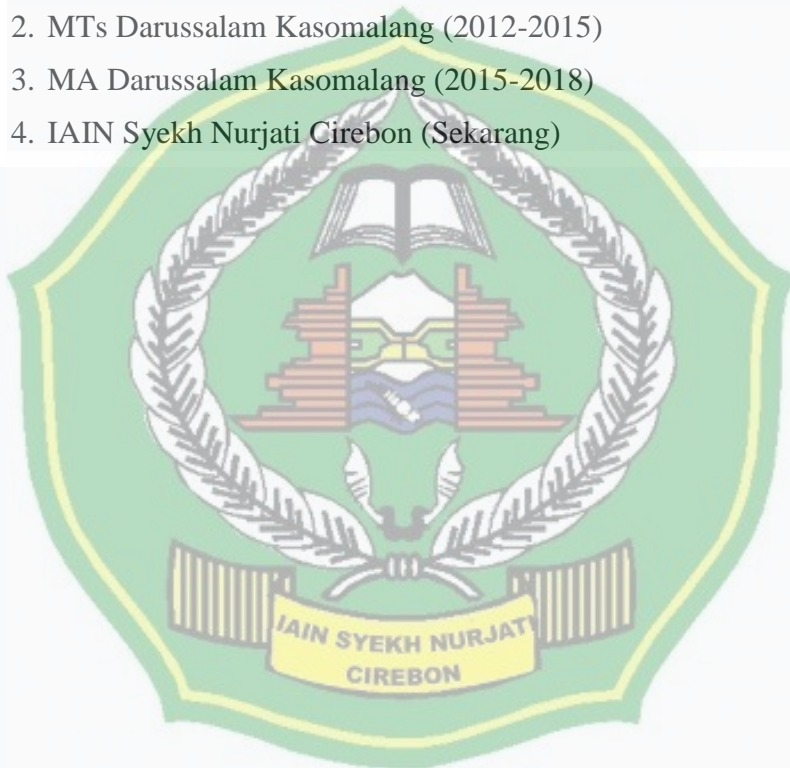 2. MTs Darussalam Kasomalang (2012-2015)
3. MA Darussalam Kasomalang (2015-2018)
4. IAIN Syekh Nurjati Cirebon (Sekarang)
IAIN SYEKH NURJATI
CIREBON